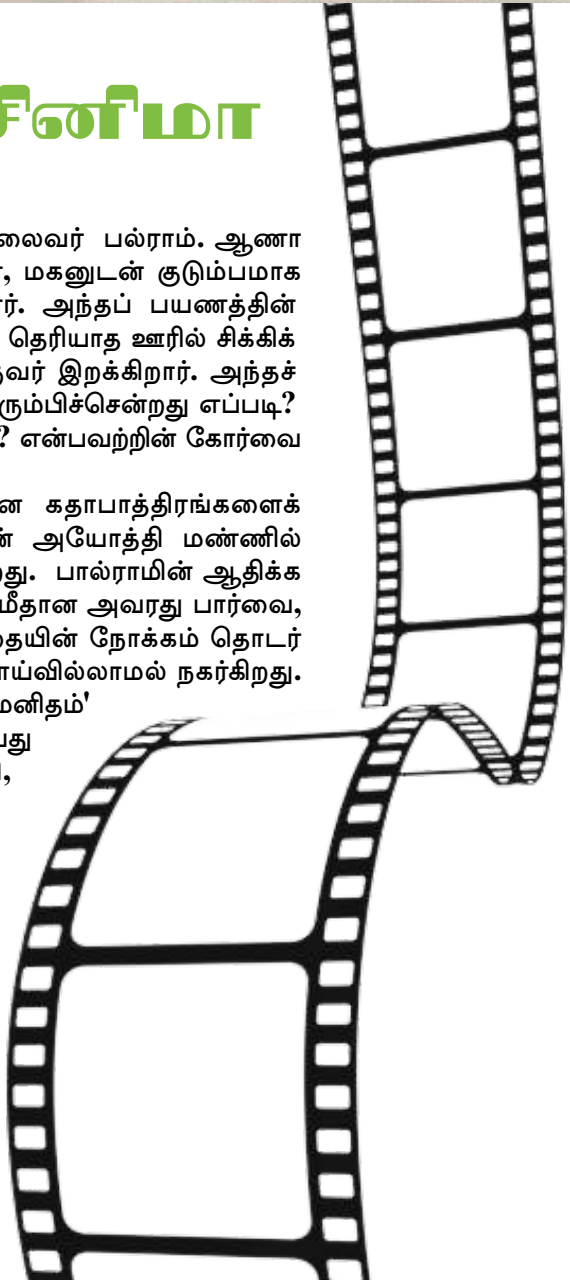 சினிமா
லைவர் பல்ராம். ஆணா
, மகனுடன் குடும்பமாக
ர். அந்தப் பயணத்தின்
தெரியாத ஊரில் சிக்கிக்
வர் இறக்கிறார். அந்தச்
ரும்பிச்சென்றது எப்படி?
? என்பவற்றின் கோர்வை
ன கதாபாத்திரங்களைக்
ன் அயோத்தி மண்ணில்
றது. பால்ராமின் ஆதிக்க
மீதான அவரது பார்வை,
தையின் நோக்கம் தொடர்
ாய்வில்லாமல் நகர்கிறது.
மனிதம்'
பது
,